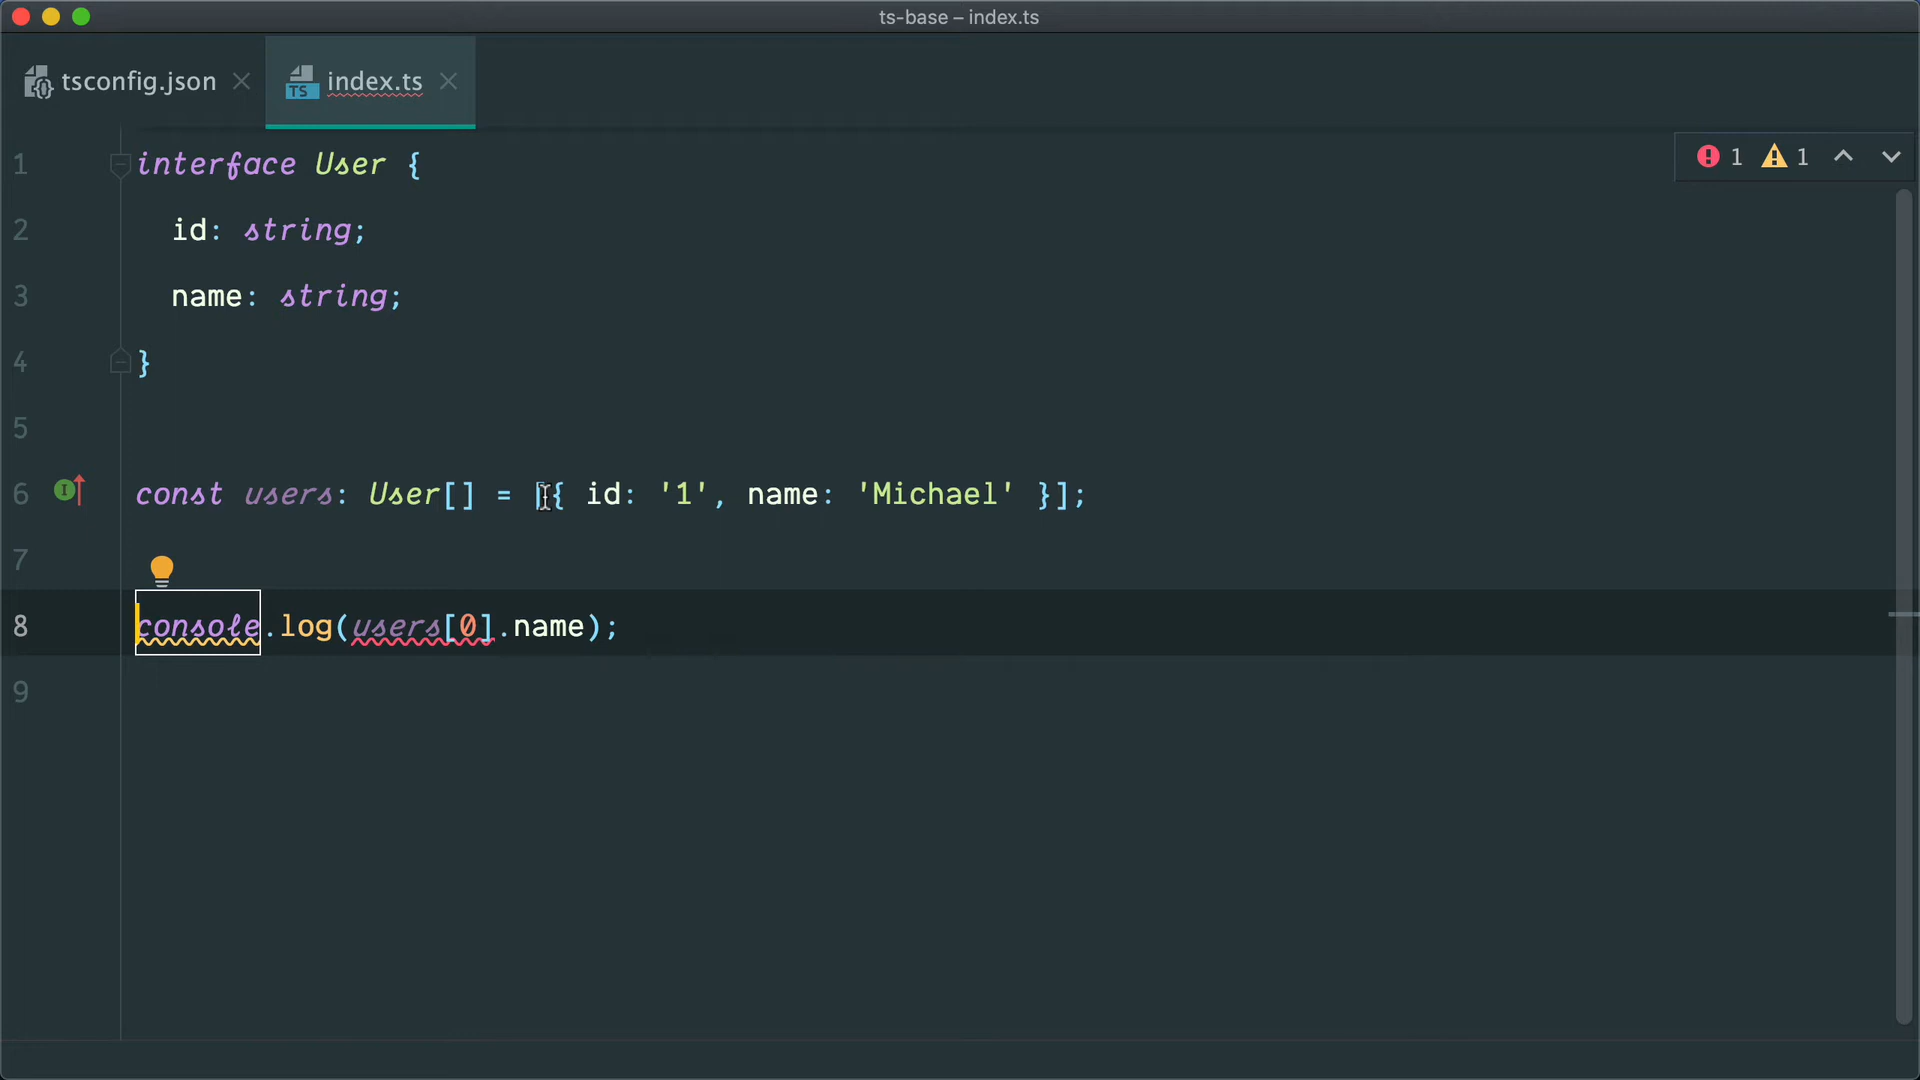 ts-base – index.ts
tsconfig.json
TS index.ts
1 1
1 interface User {
2 id: string;
3 name: string;
4 }
5
6 const users: User[] = [{ id: '1', name: 'Michael' }];
7
8 console.log(users[0].name);
9